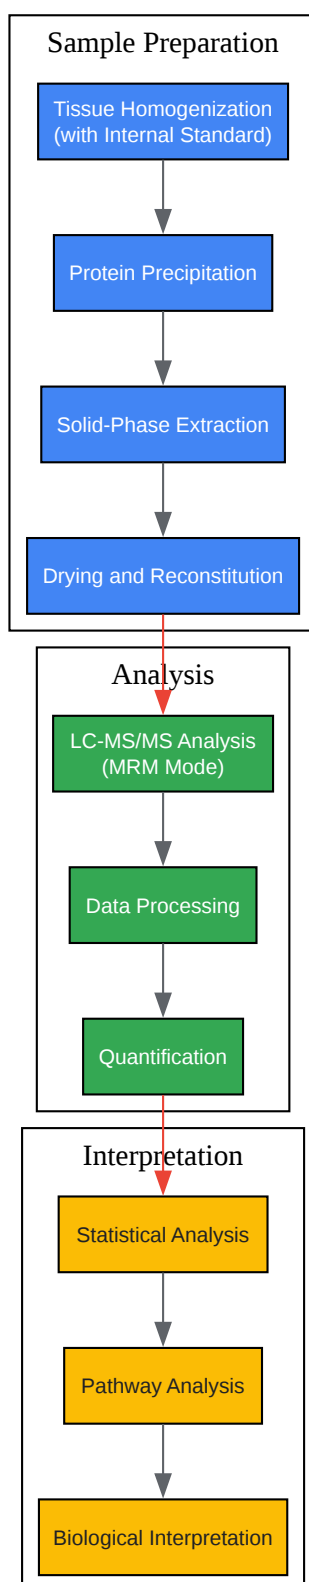 Sample Preparation
Tissue Homogenization
(with Internal Standard)
Protein Precipitation
Solid-Phase Extraction
Drying and Reconstitution
Analysis
LC-MS/MS Analysis
(MRM Mode)
Data Processing
Quantification
Interpretation
Statistical Analysis
Pathway Analysis
Biological Interpretation